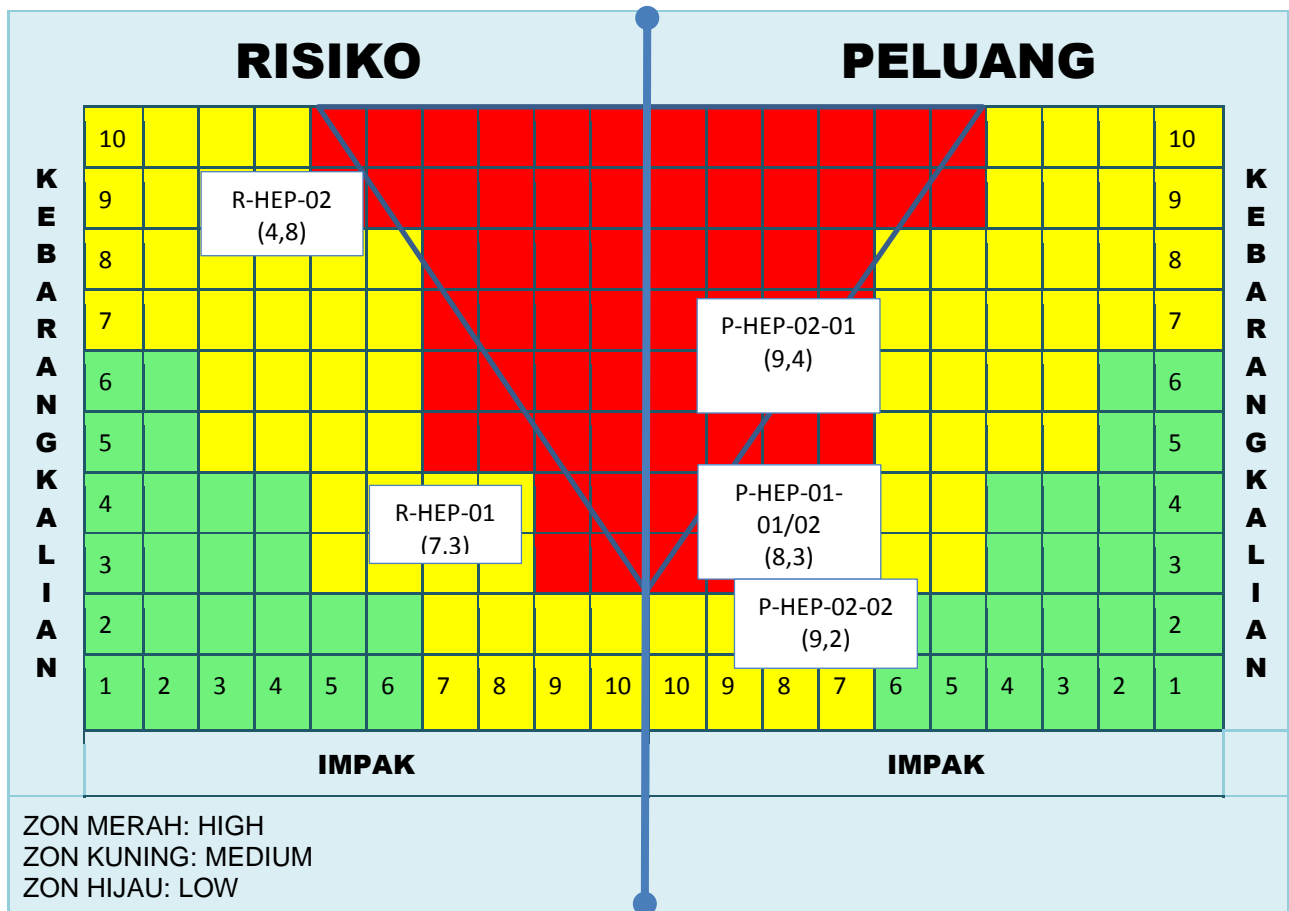 RISIKO
PELUANG
KEBARANGKALIAN
10
10
9
9
R-HEP-02
(4,8)
8
8
7
7
P-HEP-02-01
(9,4)
6
6
5
5
4
4
R-HEP-01
(7.3)
P-HEP-01-
01/02
(8,3)
3
3
P-HEP-02-02
(9,2)
2
2
1 2 3 4 5 6 7 8 9 10 10 9 8 7 6 5 4 3 2 1
KEBARANGKALIAN
IMPAK
IMPAK
ZON MERAH: HIGH
ZON KUNING: MEDIUM
ZON HIJAU: LOW